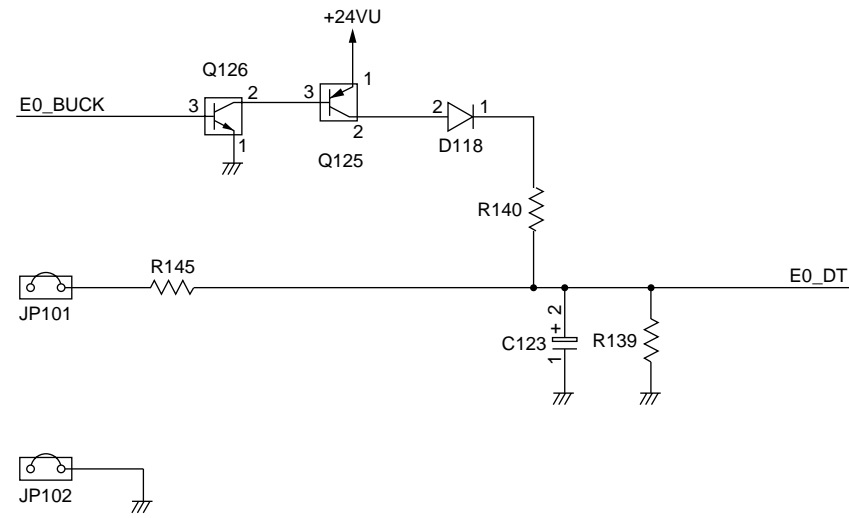 +24VU
Q126
1
2
3
3
E0_BUCK
2
1
1
2
D118
Q125
R140
R145
E0_DT
JP101
2
+
C123
R139
1
JP102